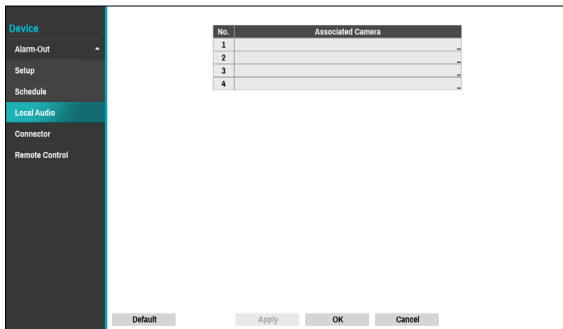 Device
Alarm-Out
Setup
Schedule
Local Audio
Connector
Remote Control
No. Associated Camera
1 ...
2 ...
3 ...
4 ...
Default Apply OK Cancel